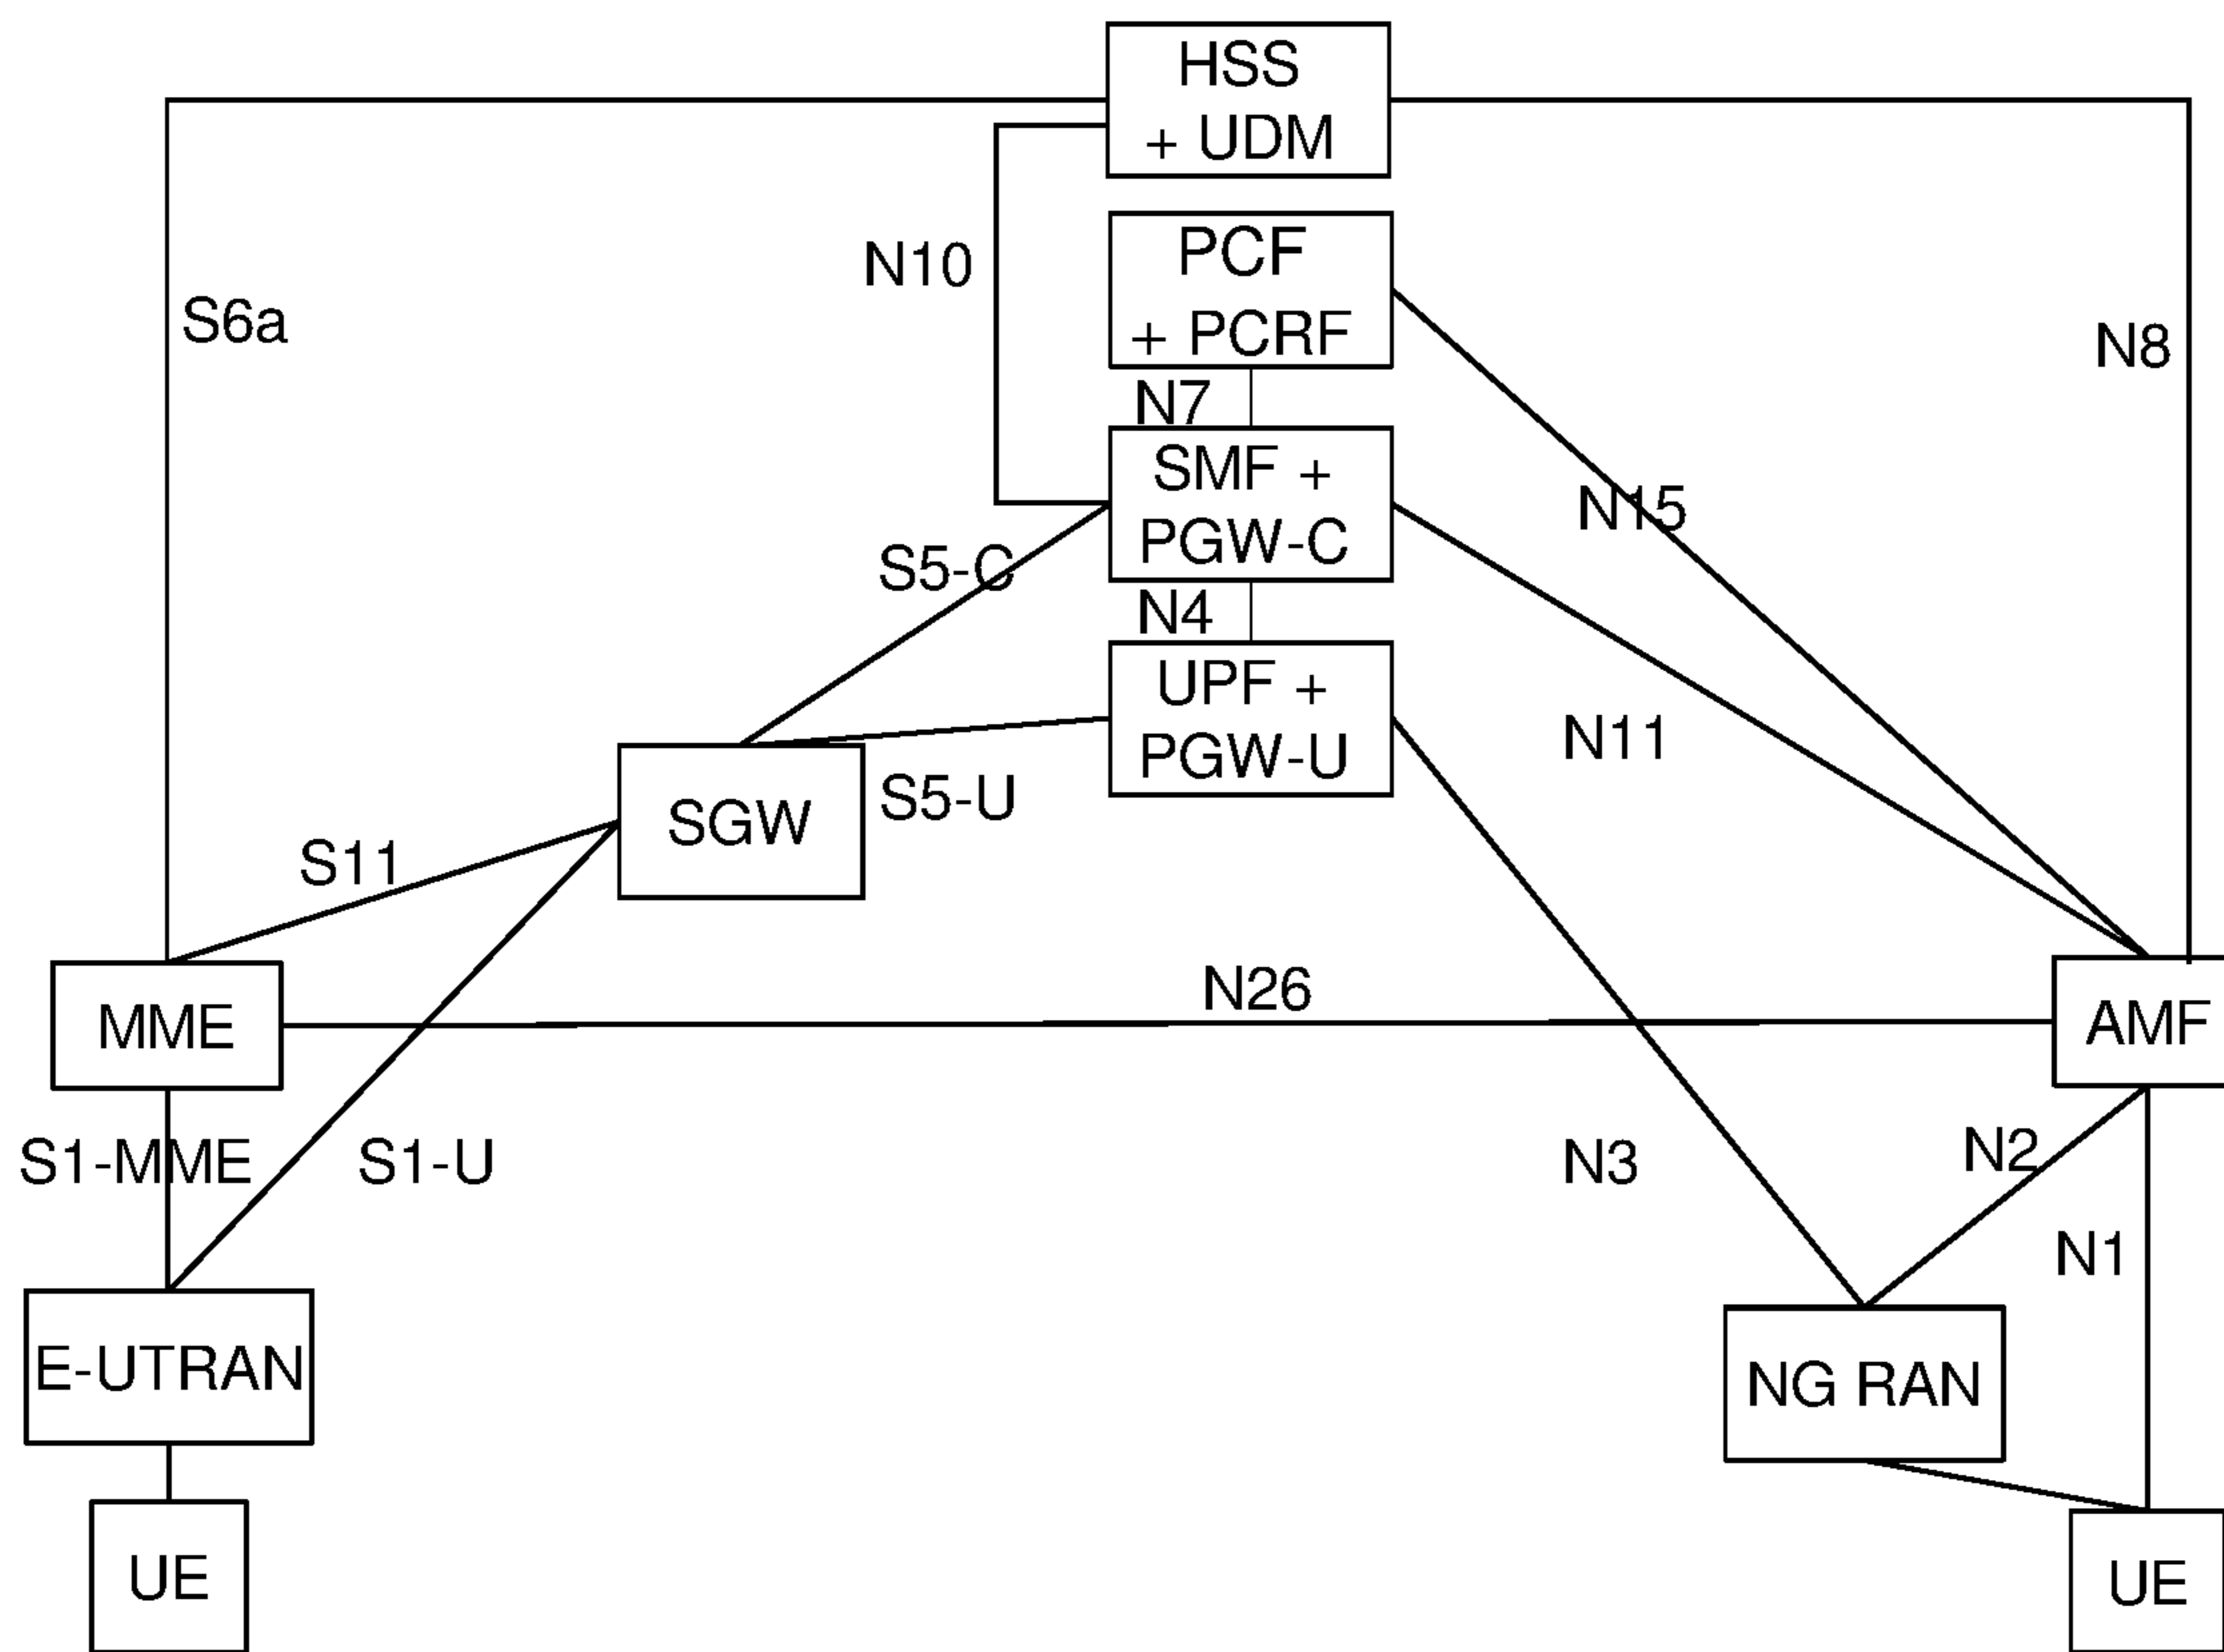 HSS
+ UDM
N10
PCF
+ PCRF
S6a
N8
N7
SMF +
PGW-C
N15
S5-C
N4
UPF +
PGW-U
N11
S5-U
SGW
S11
N26
MME
AMF
S1-MME
S1-U
N3
N2
N1
E-UTRAN
NG RAN
UE
UE